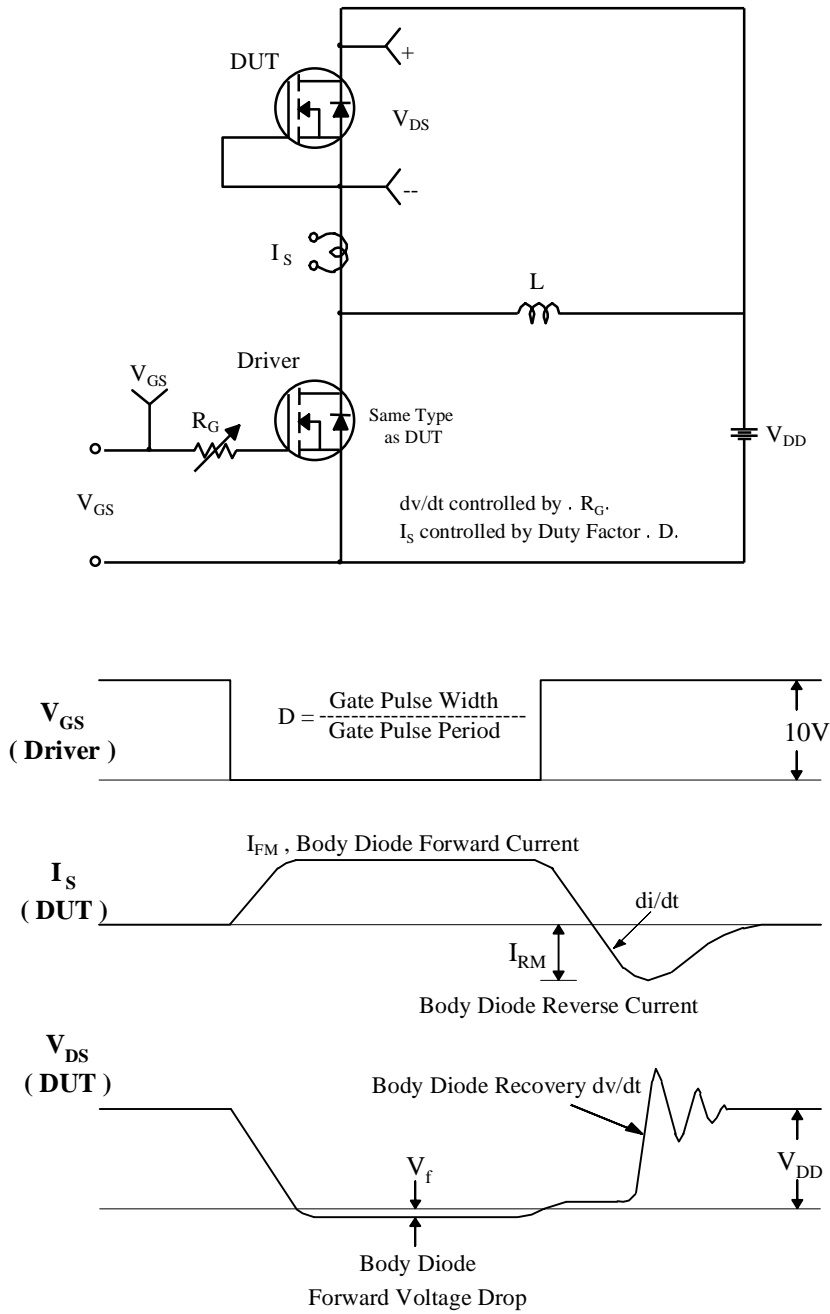 DUT
+
V_DS
--
I_S
L
Driver
V_GS
R_G
Same Type
as DUT
V_DD
V_GS
dv/dt controlled by . R_G.
I_S controlled by Duty Factor . D.
V_GS
( Driver )
D = Gate Pulse Width
--------------------------
Gate Pulse Period
10V
I_FM , Body Diode Forward Current
I_S
( DUT )
di/dt
I_RM
Body Diode Reverse Current
V_DS
( DUT )
Body Diode Recovery dv/dt
V_f
V_DD
Body Diode
Forward Voltage Drop